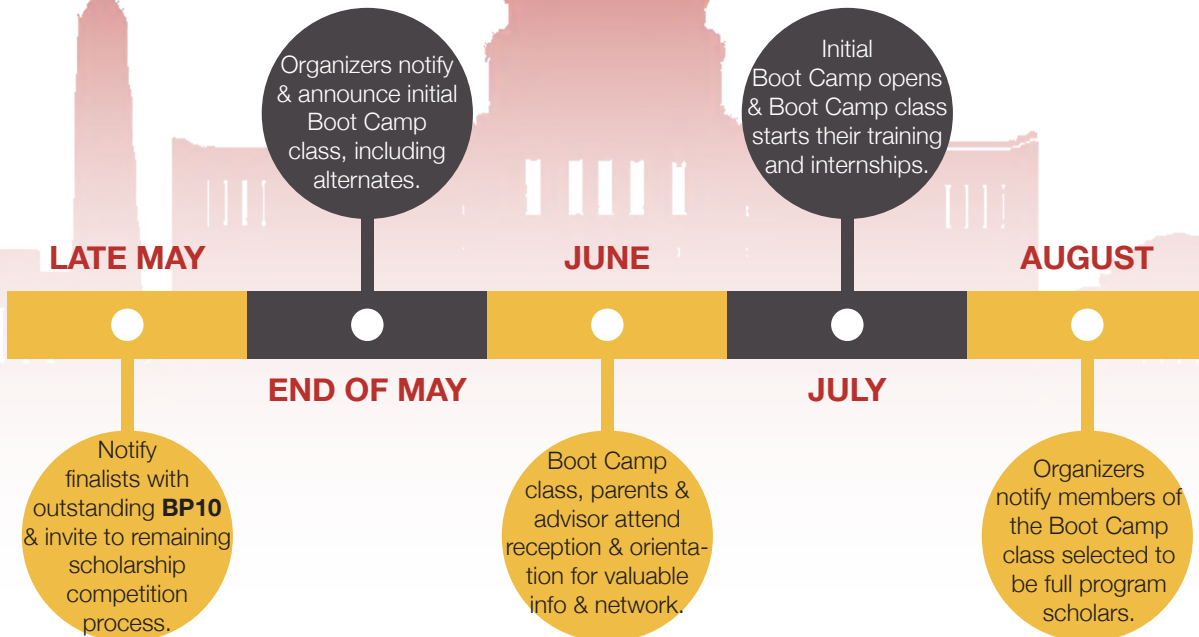 LATE MAY
Notify
finalists with
outstanding BP10
& invite to remaining
scholarship
competition
process.
Organizers notify
& announce initial
Boot Camp
class, including
alternates.
END OF MAY
JUNE
Boot Camp
class, parents &
advisor attend
reception & orienta-
tion for valuable
info & network.
Initial
Boot Camp opens
& Boot Camp class
starts their training
and internships.
JULY
AUGUST
Organizers
notify members of
the Boot Camp
class selected to
be full program
scholars.